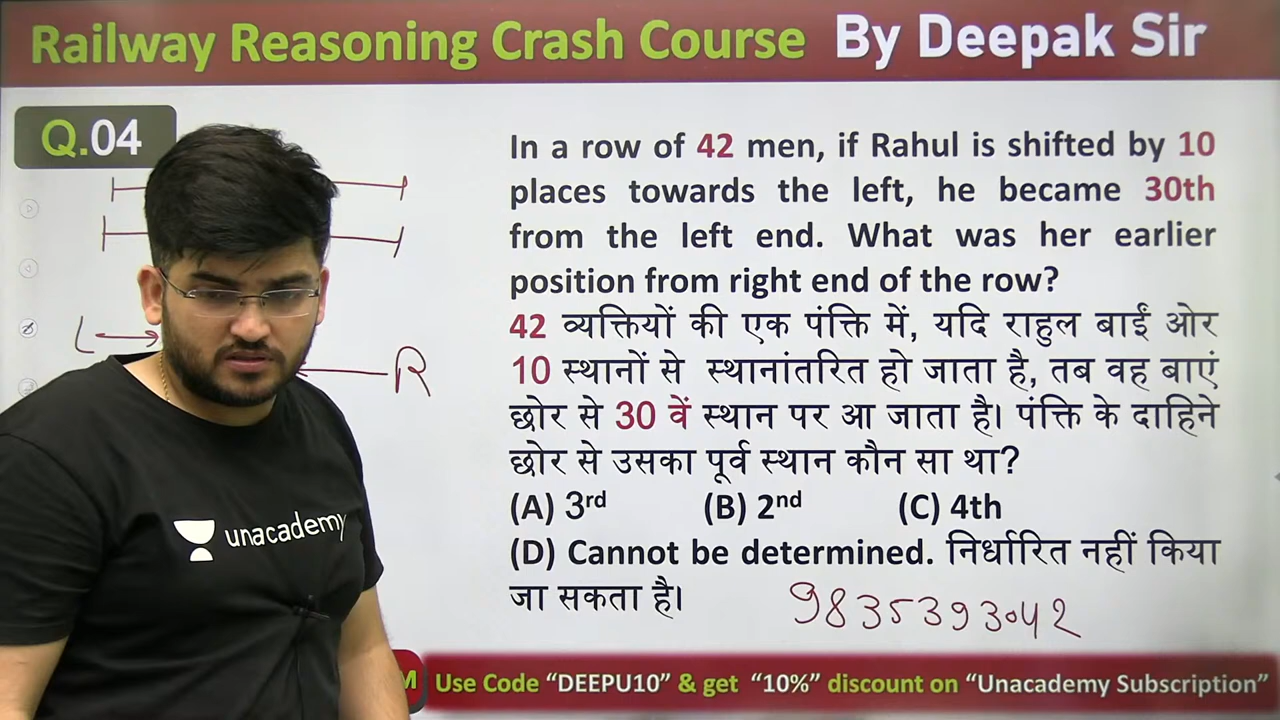 Railway Reasoning Crash Course By Deepak Sir
Q.04
In a row of 42 men, if Rahul is shifted by 10
places towards the left, he became 30th
from the left end. What was her earlier
position from right end of the row?
42 व्यक्तियों की एक पंक्ति में, यदि राहुल बाईं ओर
10 स्थानों से स्थानांतरित हो जाता है, तब वह बाएं
छोर से 30 वें स्थान पर आ जाता है। पंक्ति के दाहिने
छोर से उसका पूर्व स्थान कौन सा था?
(A) 3rd (B) 2nd (C) 4th
(D) Cannot be determined. निर्धारित नहीं किया
जा सकता है।
9835393042
L
R
unacademy
M Use Code “DEEPU10” & get “10%” discount on “Unacademy Subscription”